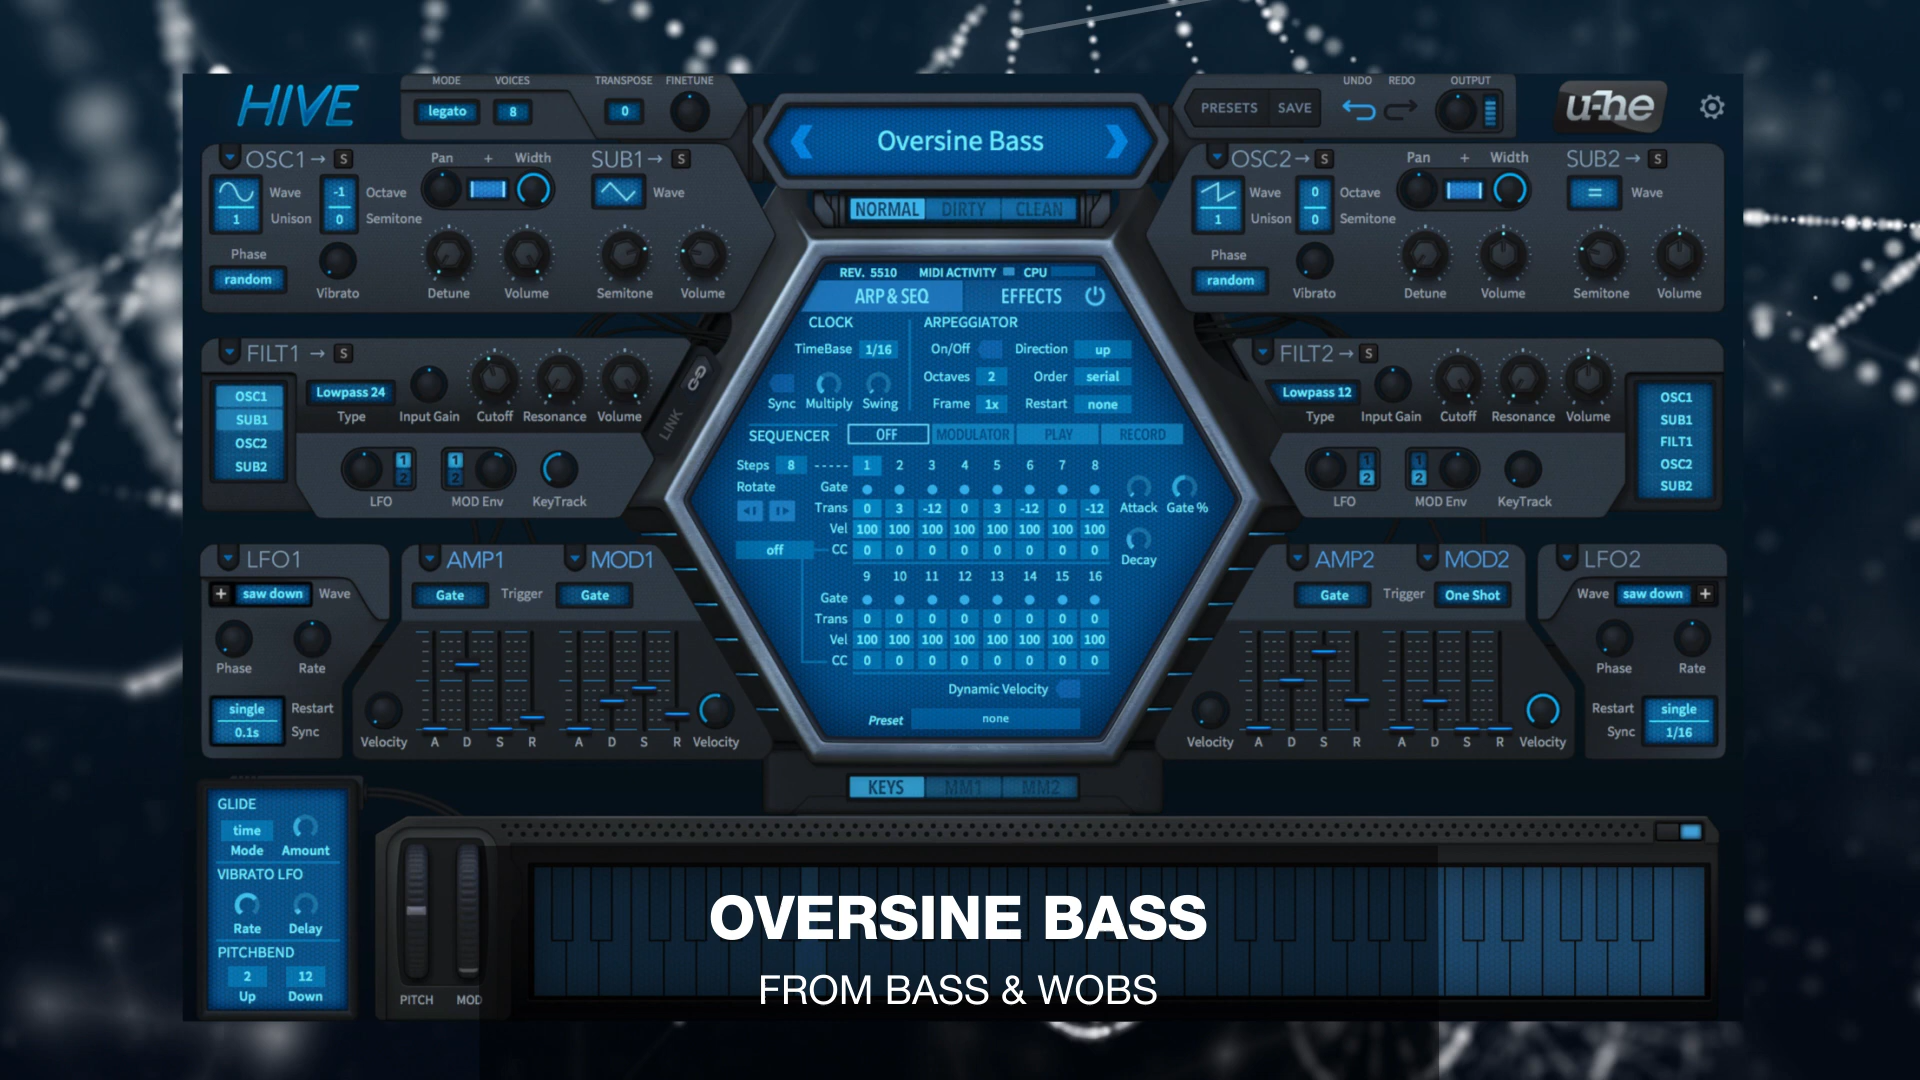 HIVE
MODE VOICES TRANSPOSE FINETUNE
legato 8 0
Oversine Bass
PRESETS SAVE
UNDO REDO OUTPUT
u-he
NORMAL DIRTY CLEAN
OSC1→ S Pan + Width SUB1→ S
Wave -1 Octave Wave
1 Unison 0 Semitone
Phase
random Vibrato Detune Volume Semitone Volume
OSC2→ S Pan + Width SUB2→ S
Wave 0 Octave = Wave
1 Unison 0 Semitone
Phase
random Vibrato Detune Volume Semitone Volume
REV. 5510 MIDI ACTIVITY CPU
ARP & SEQ EFFECTS
CLOCK ARPEGGIATOR
TimeBase 1/16 On/Off Direction up
Octaves 2 Order serial
Sync Multiply Swing Frame 1x Restart none
SEQUENCER OFF MODULATOR PLAY RECORD
Steps 8 ----- 1 2 3 4 5 6 7 8
Rotate Gate
Trans 0 3 -12 0 3 -12 0 -12 Attack Gate %
Vel 100 100 100 100 100 100 100 100
off CC 0 0 0 0 0 0 0 0 Decay
9 10 11 12 13 14 15 16
Gate
Trans 0 0 0 0 0 0 0 0
Vel 100 100 100 100 100 100 100 100
CC 0 0 0 0 0 0 0 0
Dynamic Velocity
Preset none
FILT1 → S
OSC1
SUB1
OSC2
SUB2
Lowpass 24
Type Input Gain Cutoff Resonance Volume
LINK
1 2 1 2
LFO MOD Env KeyTrack
FILT2→ S
Lowpass 12
Type Input Gain Cutoff Resonance Volume
1 2 1 2
LFO MOD Env KeyTrack
OSC1
SUB1
FILT1
OSC2
SUB2
LFO1
+ saw down Wave
Phase Rate
single Restart
0.1s Sync
AMP1 MOD1
Gate Trigger Gate
Velocity A D S R A D S R Velocity
AMP2 MOD2
Gate Trigger One Shot
Velocity A D S R A D S R Velocity
LFO2
Wave saw down +
Phase Rate
Restart single
Sync 1/16
KEYS MM1 MM2
GLIDE
time
Mode Amount
VIBRATO LFO
Rate Delay
PITCHBEND
2 12
Up Down
PITCH MOD
OVERSINE BASS
FROM BASS & WOBS